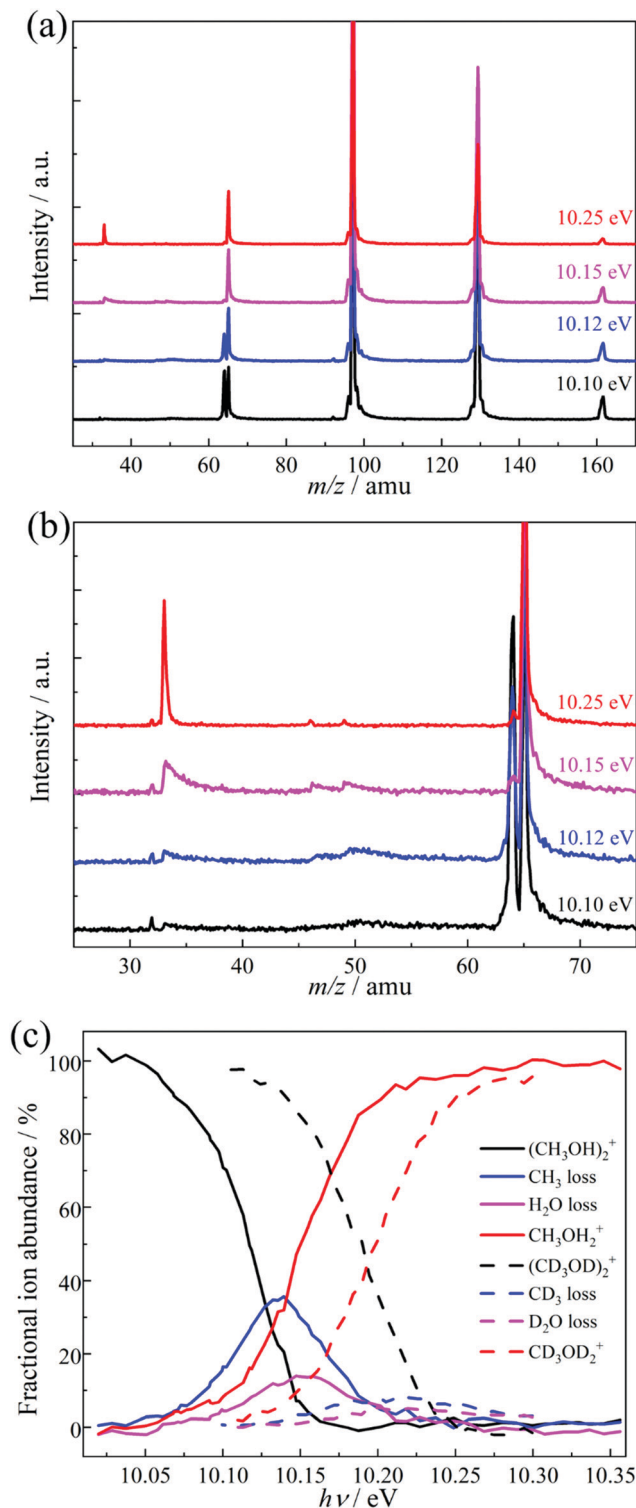 (a)
Intensity / a.u.
10.25 eV
10.15 eV
10.12 eV
10.10 eV
40 60 80 100 120 140 160
m/z / amu
(b)
Intensity / a.u.
10.25 eV
10.15 eV
10.12 eV
10.10 eV
30 40 50 60 70
m/z / amu
(c)
Fractional ion abundance / %
100
80
60
40
20
0
(CH₃OH)₂⁺
CH₃ loss
H₂O loss
CH₃OH₂⁺
(CD₃OD)₂⁺
CD₃ loss
D₂O loss
CD₃OD₂⁺
10.05 10.10 10.15 10.20 10.25 10.30 10.35
hν / eV